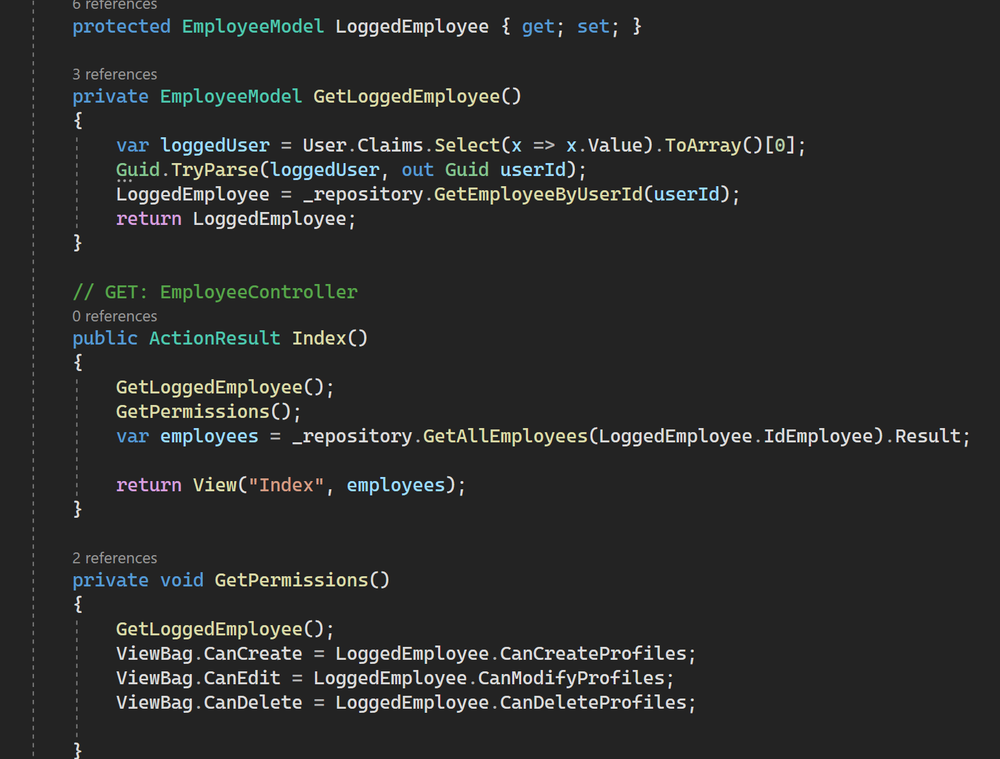 6 references
protected EmployeeModel LoggedEmployee { get; set; }
3 references
private EmployeeModel GetLoggedEmployee()
{
var loggedUser = User.Claims.Select(x => x.Value).ToArray()[0];
Guid.TryParse(loggedUser, out Guid userId);
LoggedEmployee = _repository.GetEmployeeByUserId(userId);
return LoggedEmployee;
}
// GET: EmployeeController
0 references
public ActionResult Index()
{
GetLoggedEmployee();
GetPermissions();
var employees = _repository.GetAllEmployees(LoggedEmployee.IdEmployee).Result;
return View("Index", employees);
}
2 references
private void GetPermissions()
{
GetLoggedEmployee();
ViewBag.CanCreate = LoggedEmployee.CanCreateProfiles;
ViewBag.CanEdit = LoggedEmployee.CanModifyProfiles;
ViewBag.CanDelete = LoggedEmployee.CanDeleteProfiles;
}